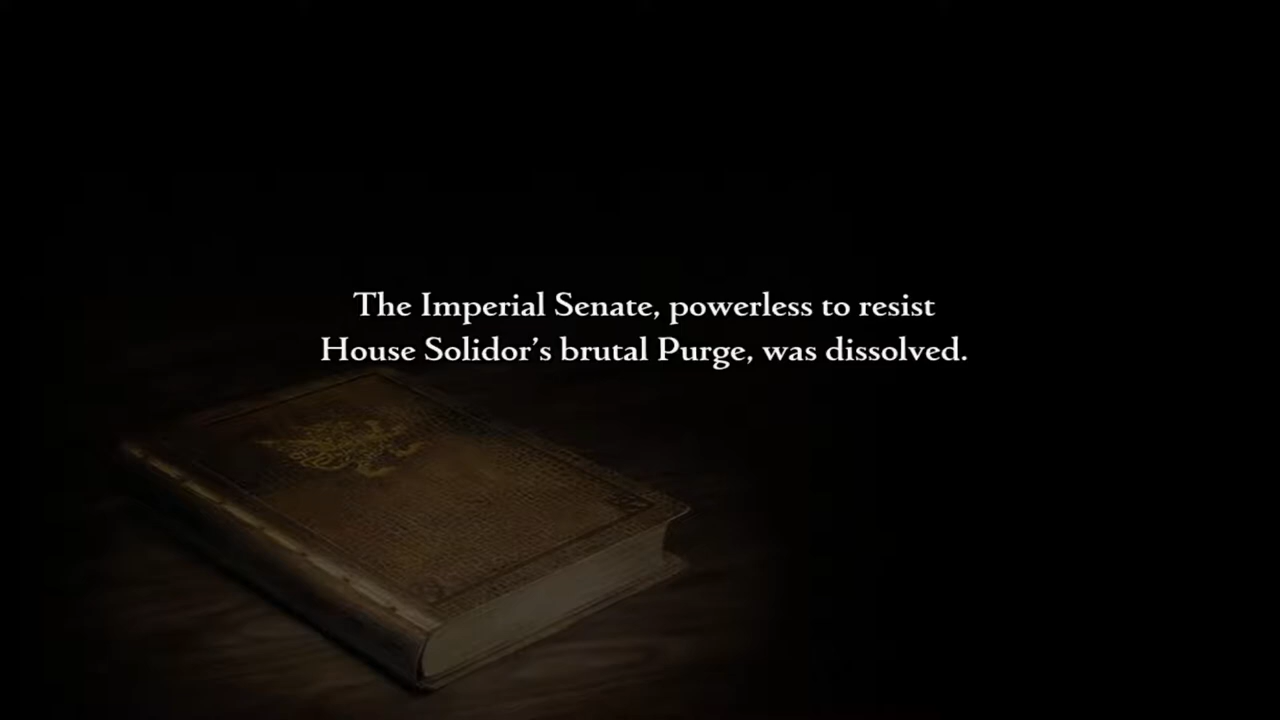 The Imperial Senate, powerless to resist
House Solidor’s brutal Purge, was dissolved.